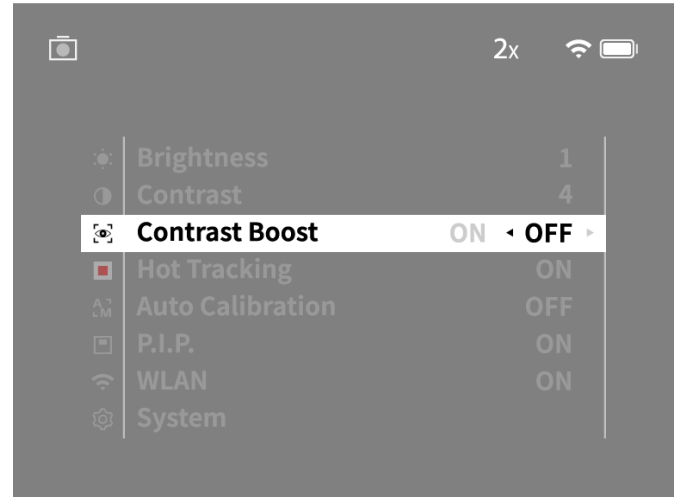 2x
Brightness 1
Contrast 4
Contrast Boost ON OFF
Hot Tracking ON
Auto Calibration OFF
P.I.P. ON
WLAN ON
System